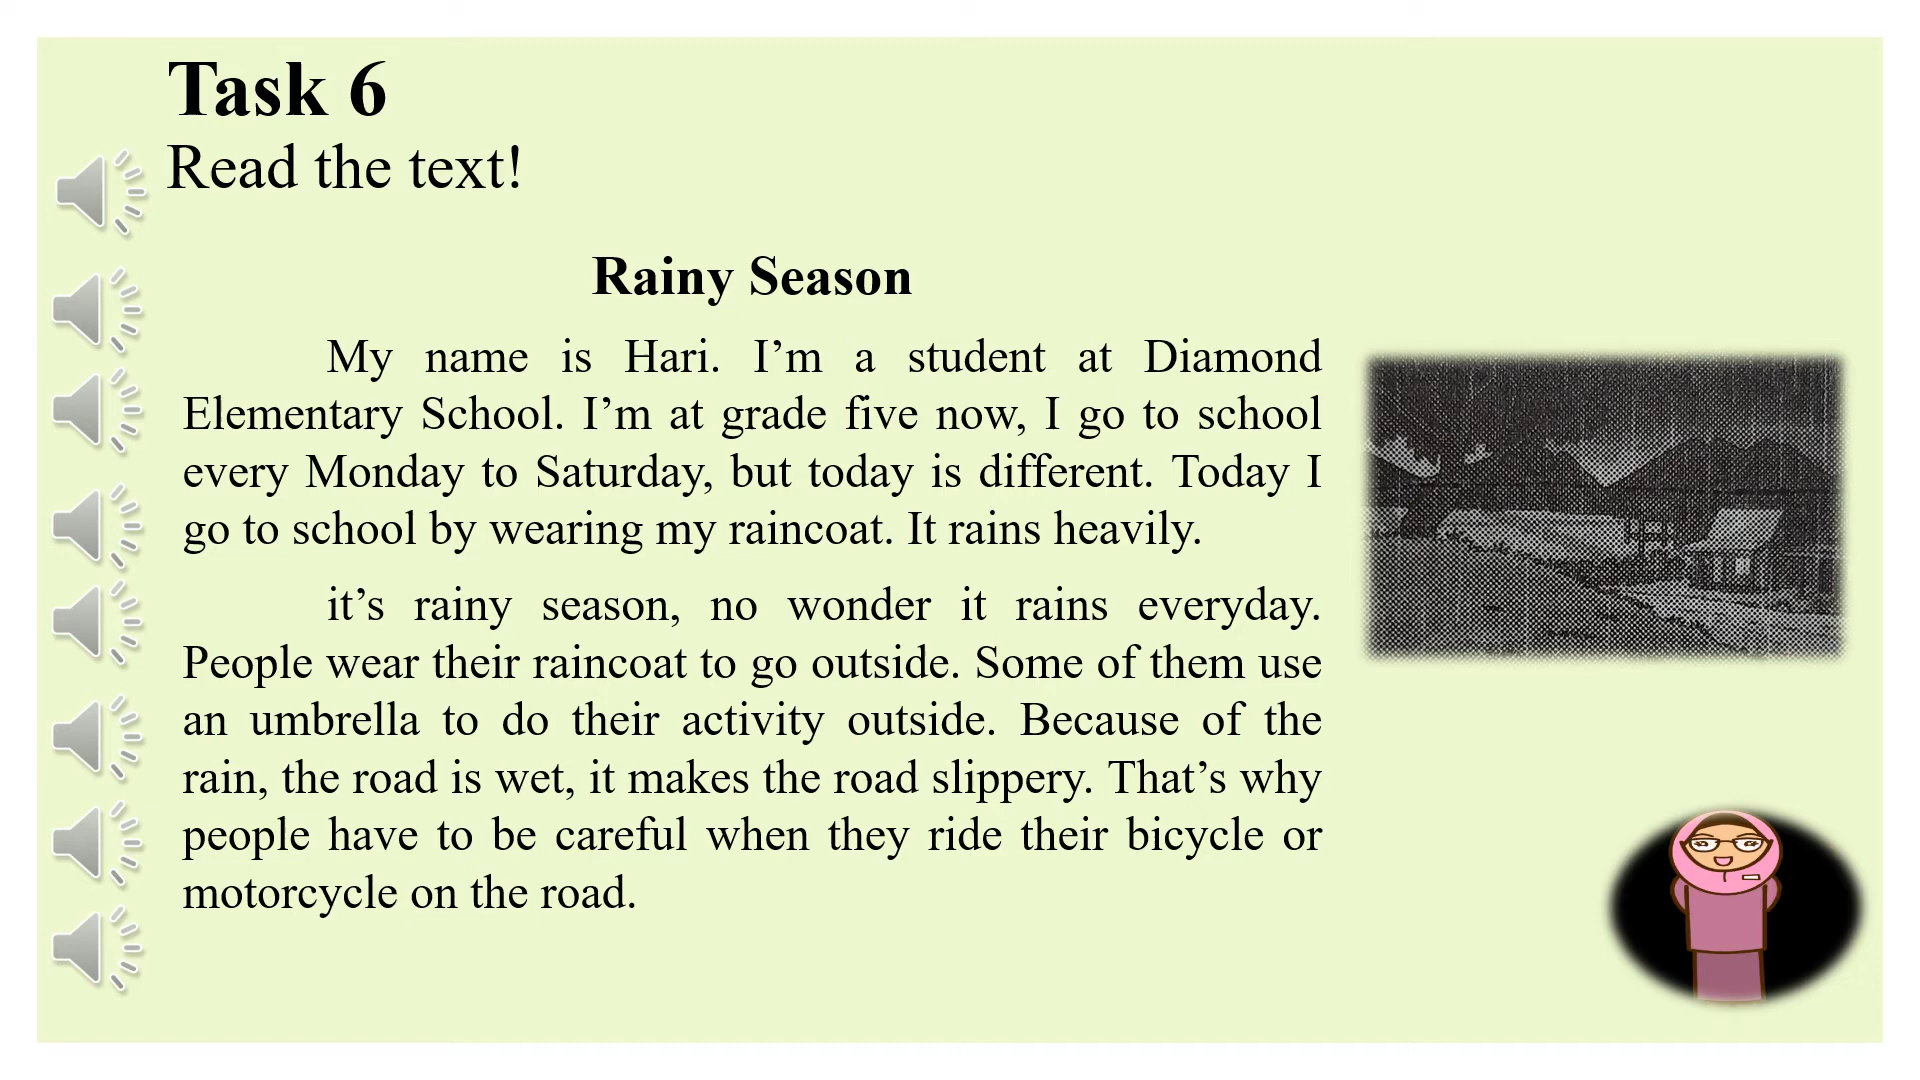 Task 6
Read the text!
Rainy Season
My name is Hari. I’m a student at Diamond
Elementary School. I’m at grade five now, I go to school
every Monday to Saturday, but today is different. Today I
go to school by wearing my raincoat. It rains heavily.
it’s rainy season, no wonder it rains everyday.
People wear their raincoat to go outside. Some of them use
an umbrella to do their activity outside. Because of the
rain, the road is wet, it makes the road slippery. That’s why
people have to be careful when they ride their bicycle or
motorcycle on the road.